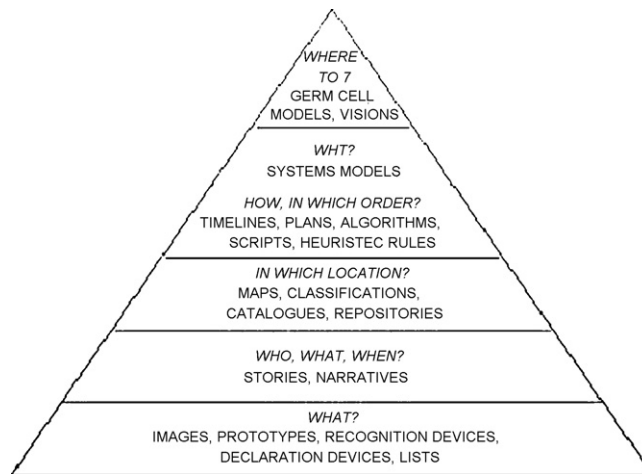 WHERE
TO 7
GERM CELL
MODELS, VISIONS
WHT?
SYSTEMS MODELS
HOW, IN WHICH ORDER?
TIMELINES, PLANS, ALGORITHMS,
SCRIPTS, HEURISTEC RULES
IN WHICH LOCATION?
MAPS, CLASSIFICATIONS,
CATALOGUES, REPOSITORIES
WHO, WHAT, WHEN?
STORIES, NARRATIVES
WHAT?
IMAGES, PROTOTYPES, RECOGNITION DEVICES,
DECLARATION DEVICES, LISTS